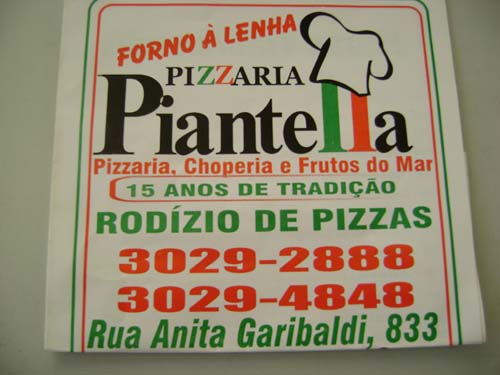 FORNO À LENHA
PIZZARIA
Piantella
Pizzaria, Choperia e Frutos do Mar
15 ANOS DE TRADIÇÃO
RODÍZIO DE PIZZAS
3029-2888
3029-4848
Rua Anita Garibaldi, 833